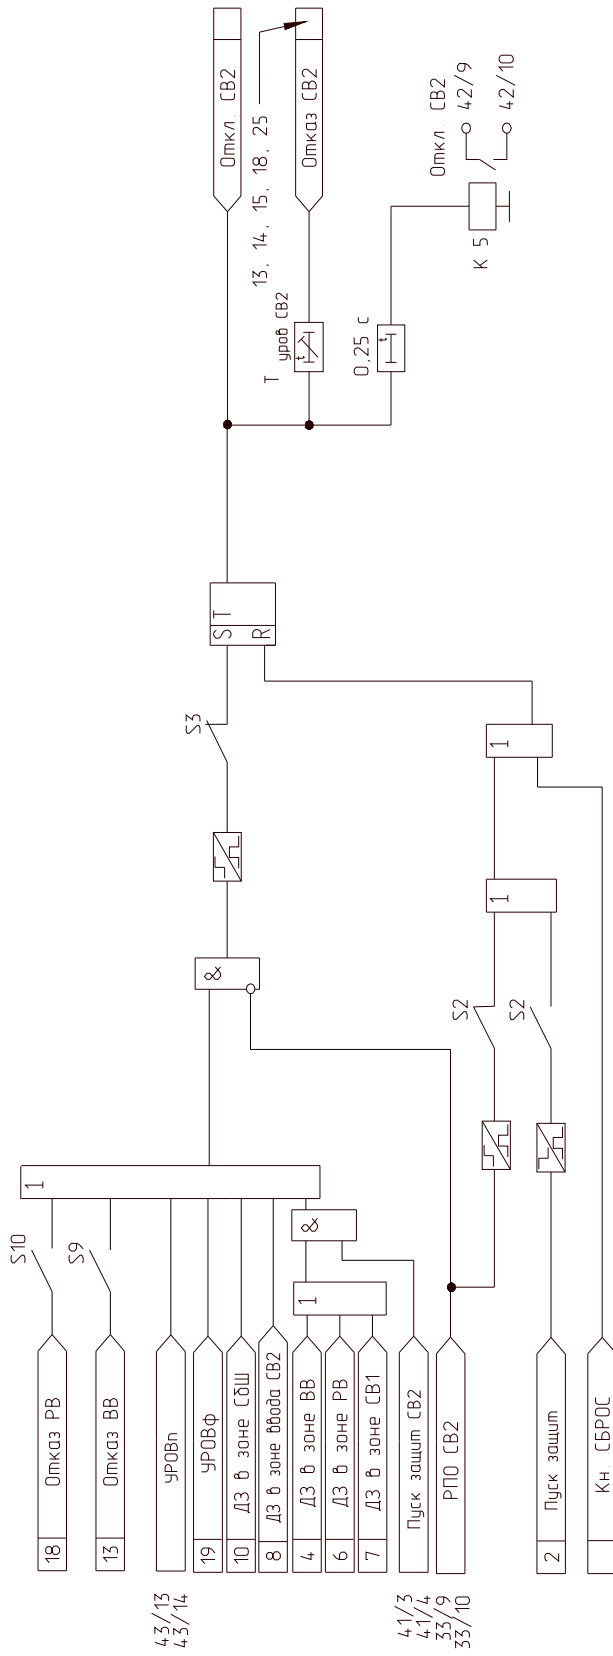 18 Отказ РВ
S10
13 Отказ ВВ
S9
43/13
43/14
УРОВп
19 УРОВф
10 ДЗ в зоне СбШ
8 ДЗ в зоне ввода СВ2
4 ДЗ в зоне ВВ
6 ДЗ в зоне РВ
7 ДЗ в зоне СВ1
1
&
1
41/3
41/4
Пуск защит СВ2
33/9
33/10
РПО СВ2
2 Пуск защит
Кн. СБРОС
&
S3
S2
S2
1
1
S T
R
Откл. СВ2
Т уров СВ2
t
Отказ СВ2
13, 14, 15, 18, 25
0,25 с
t
К 5
Откл. СВ2
42/9
42/10